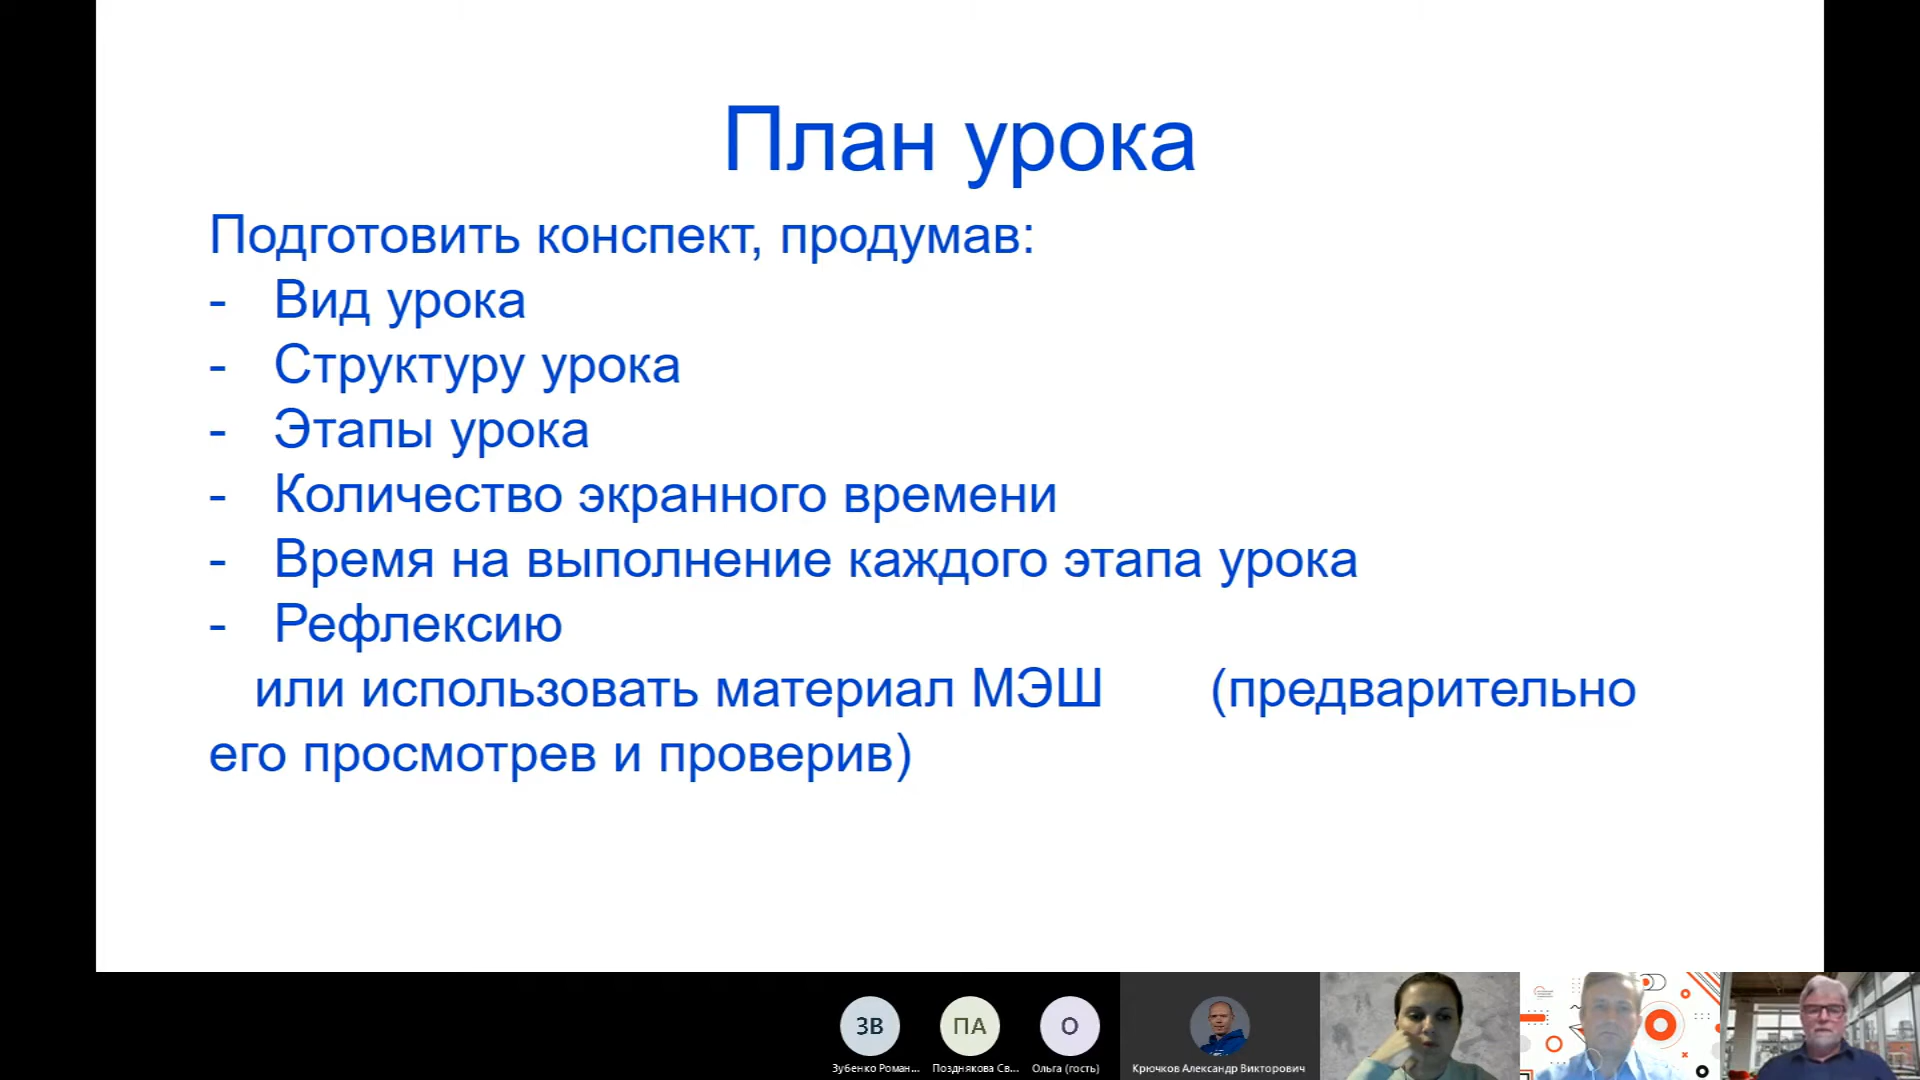 План урока
Подготовить конспект, продумав:
- Вид урока
- Структуру урока
- Этапы урока
- Количество экранного времени
- Время на выполнение каждого этапа урока
- Рефлексию
или использовать материал МЭШ (предварительно
его просмотрев и проверив)
ЗВ ПА О
Зубенко Роман... Позднякова Св... Ольга (гость) Крючков Александр Викторович